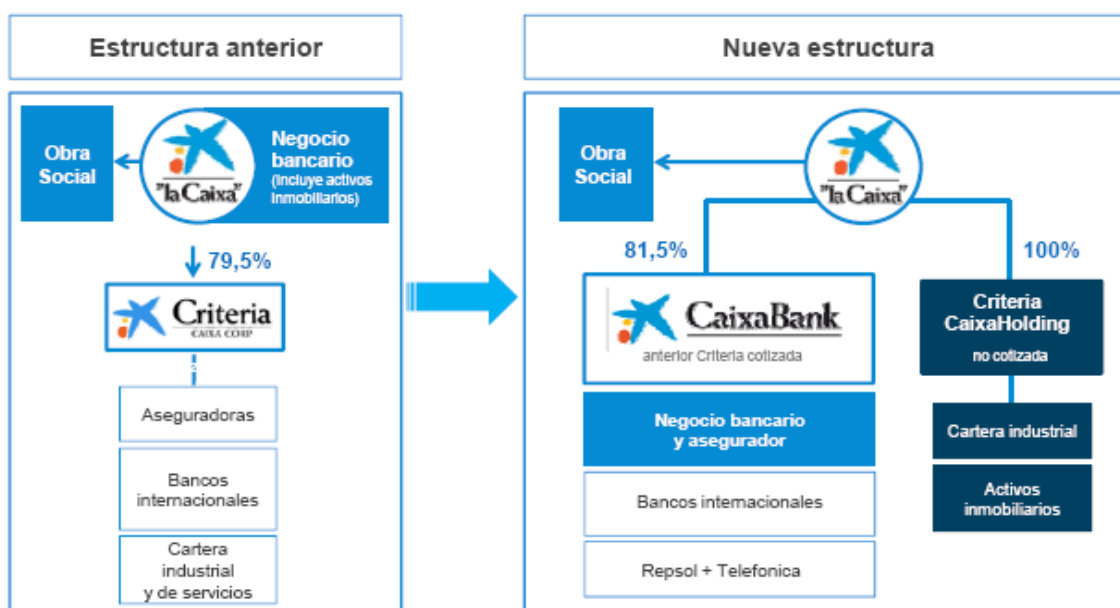 Estructura anterior
Obra
Social
"la Caixa"
Negocio
bancario
(incluye activos
inmobiliarios)
79,5%
Criteria
CAIXA CORP
Aseguradoras
Bancos
internacionales
Cartera
industrial
y de servicios
Nueva estructura
Obra
Social
"la Caixa"
81,5%
100%
CaixaBank
anterior Criteria cotizada
Negocio bancario
y asegurador
Bancos internacionales
Repsol + Telefonica
Criteria
CaixaHolding
no cotizada
Cartera industrial
Activos
inmobiliarios